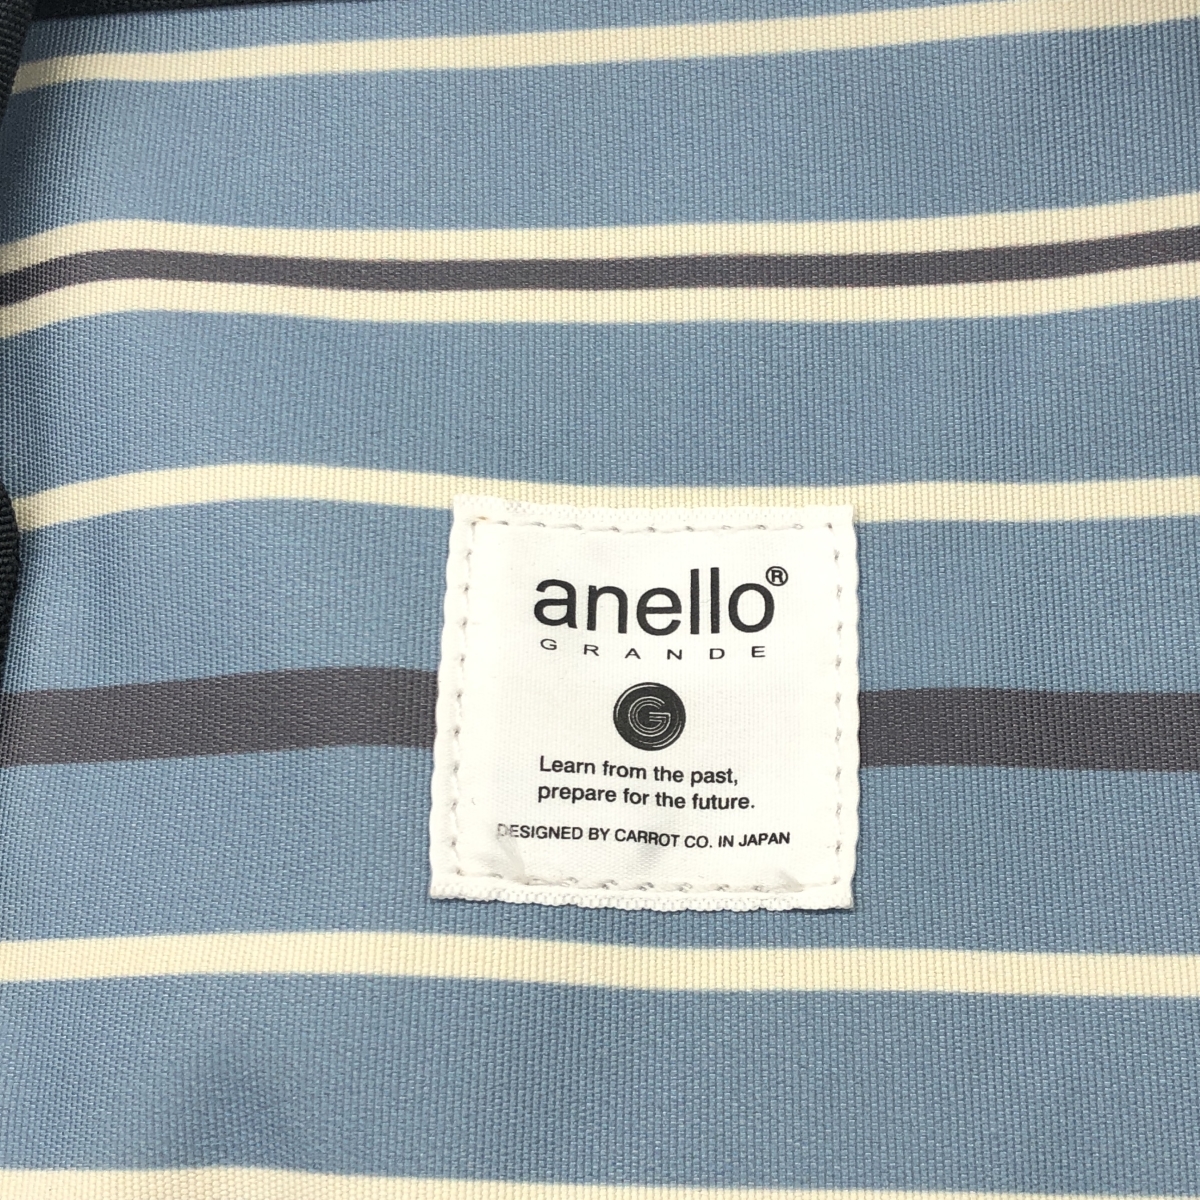 anello®
GRANDE
G
Learn from the past,
prepare for the future.
DESIGNED BY CARROT CO. IN JAPAN